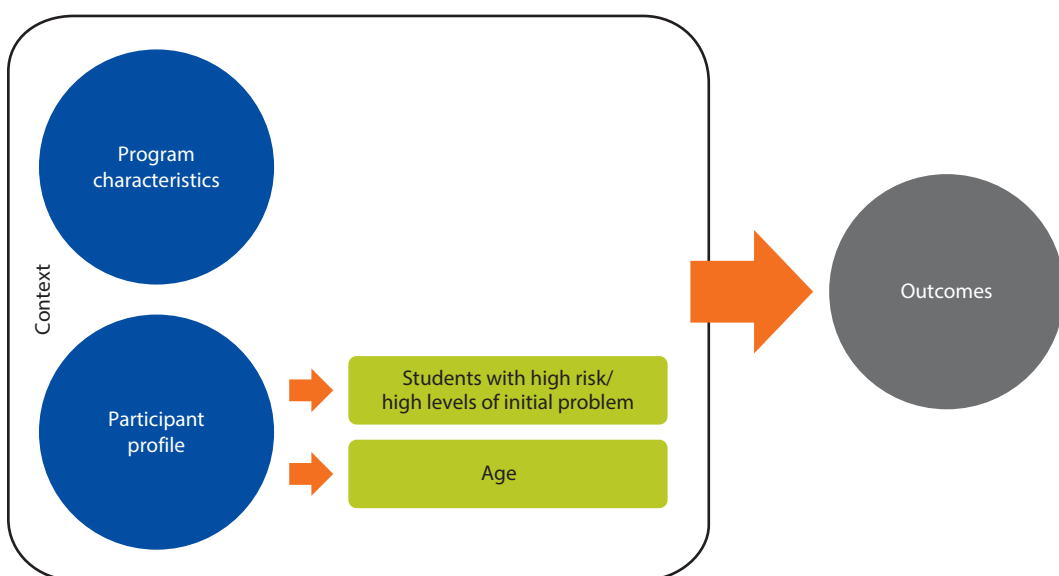 Program
characteristics
Context
Participant
profile
Students with high risk/
high levels of initial problem
Age
Outcomes